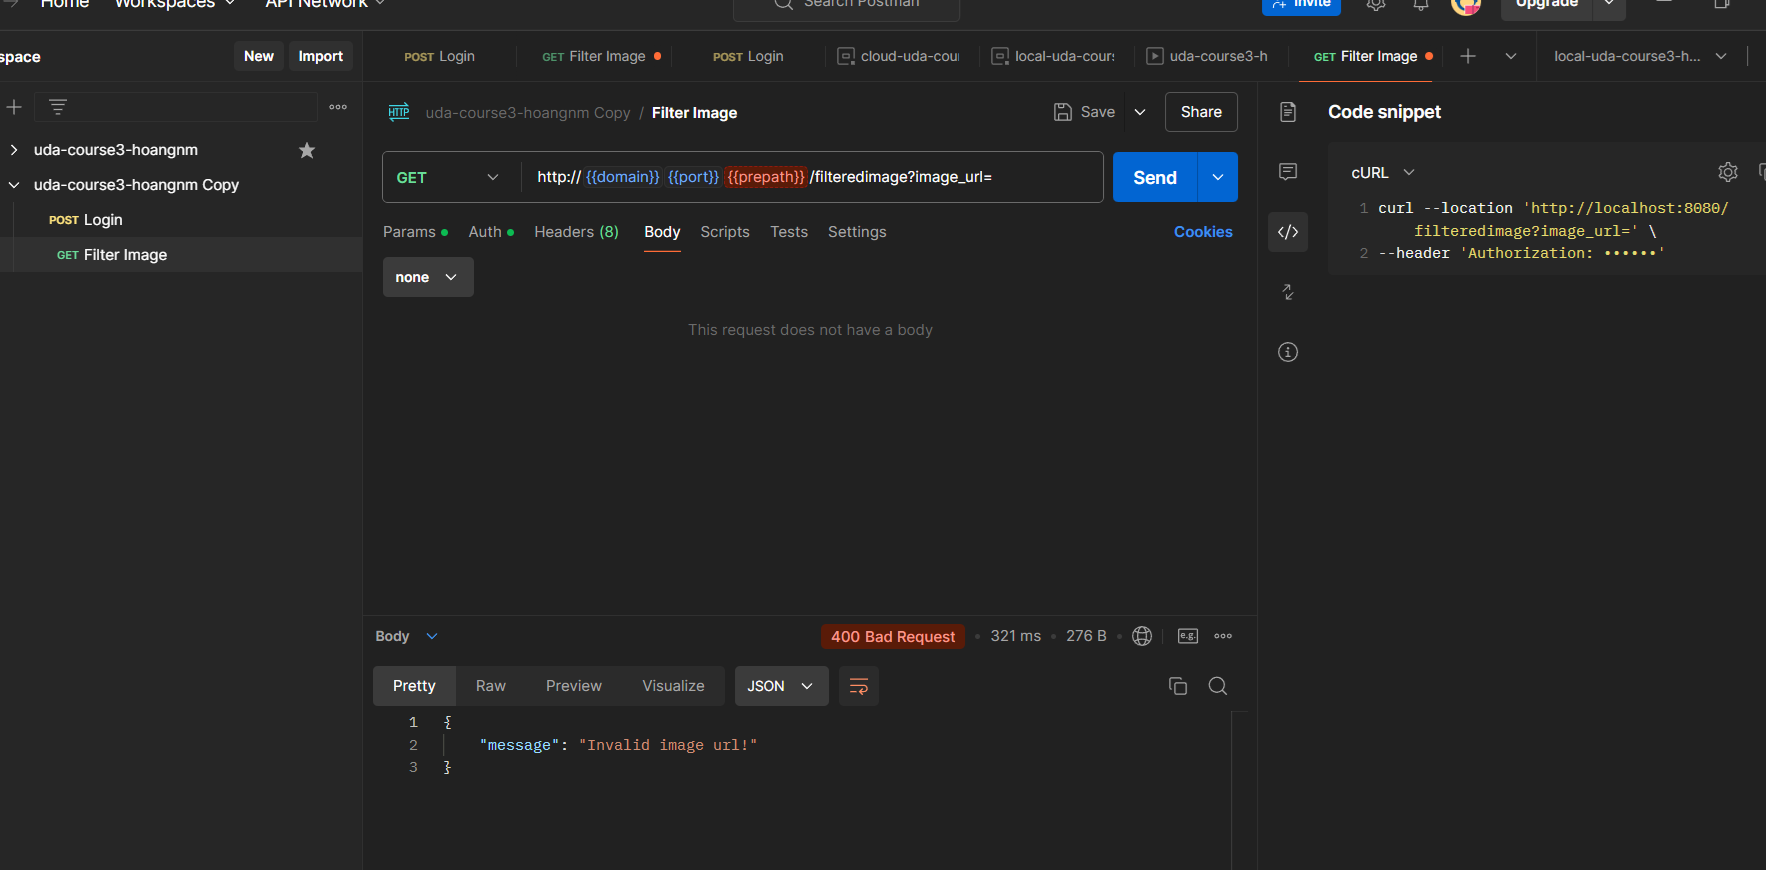 Home Workspaces API Network Search Postman Invite Upgrade
space New Import
POST Login GET Filter Image POST Login cloud-uda-cour local-uda-cours uda-course3-h GET Filter Image local-uda-course3-h...
uda-course3-hoangnm
uda-course3-hoangnm Copy
POST Login
GET Filter Image
HTTP uda-course3-hoangnm Copy / Filter Image Save Share
GET http://{{domain}}{{port}}{{prepath}}/filteredimage?image_url= Send
Params Auth Headers (8) Body Scripts Tests Settings Cookies
none
This request does not have a body
Code snippet
cURL
1 curl --location 'http://localhost:8080/
filteredimage?image_url=' \
2 --header 'Authorization: ••••••'
Body 400 Bad Request • 321 ms • 276 B • e.g.
Pretty Raw Preview Visualize JSON
1 {
2 "message": "Invalid image url!"
3 }